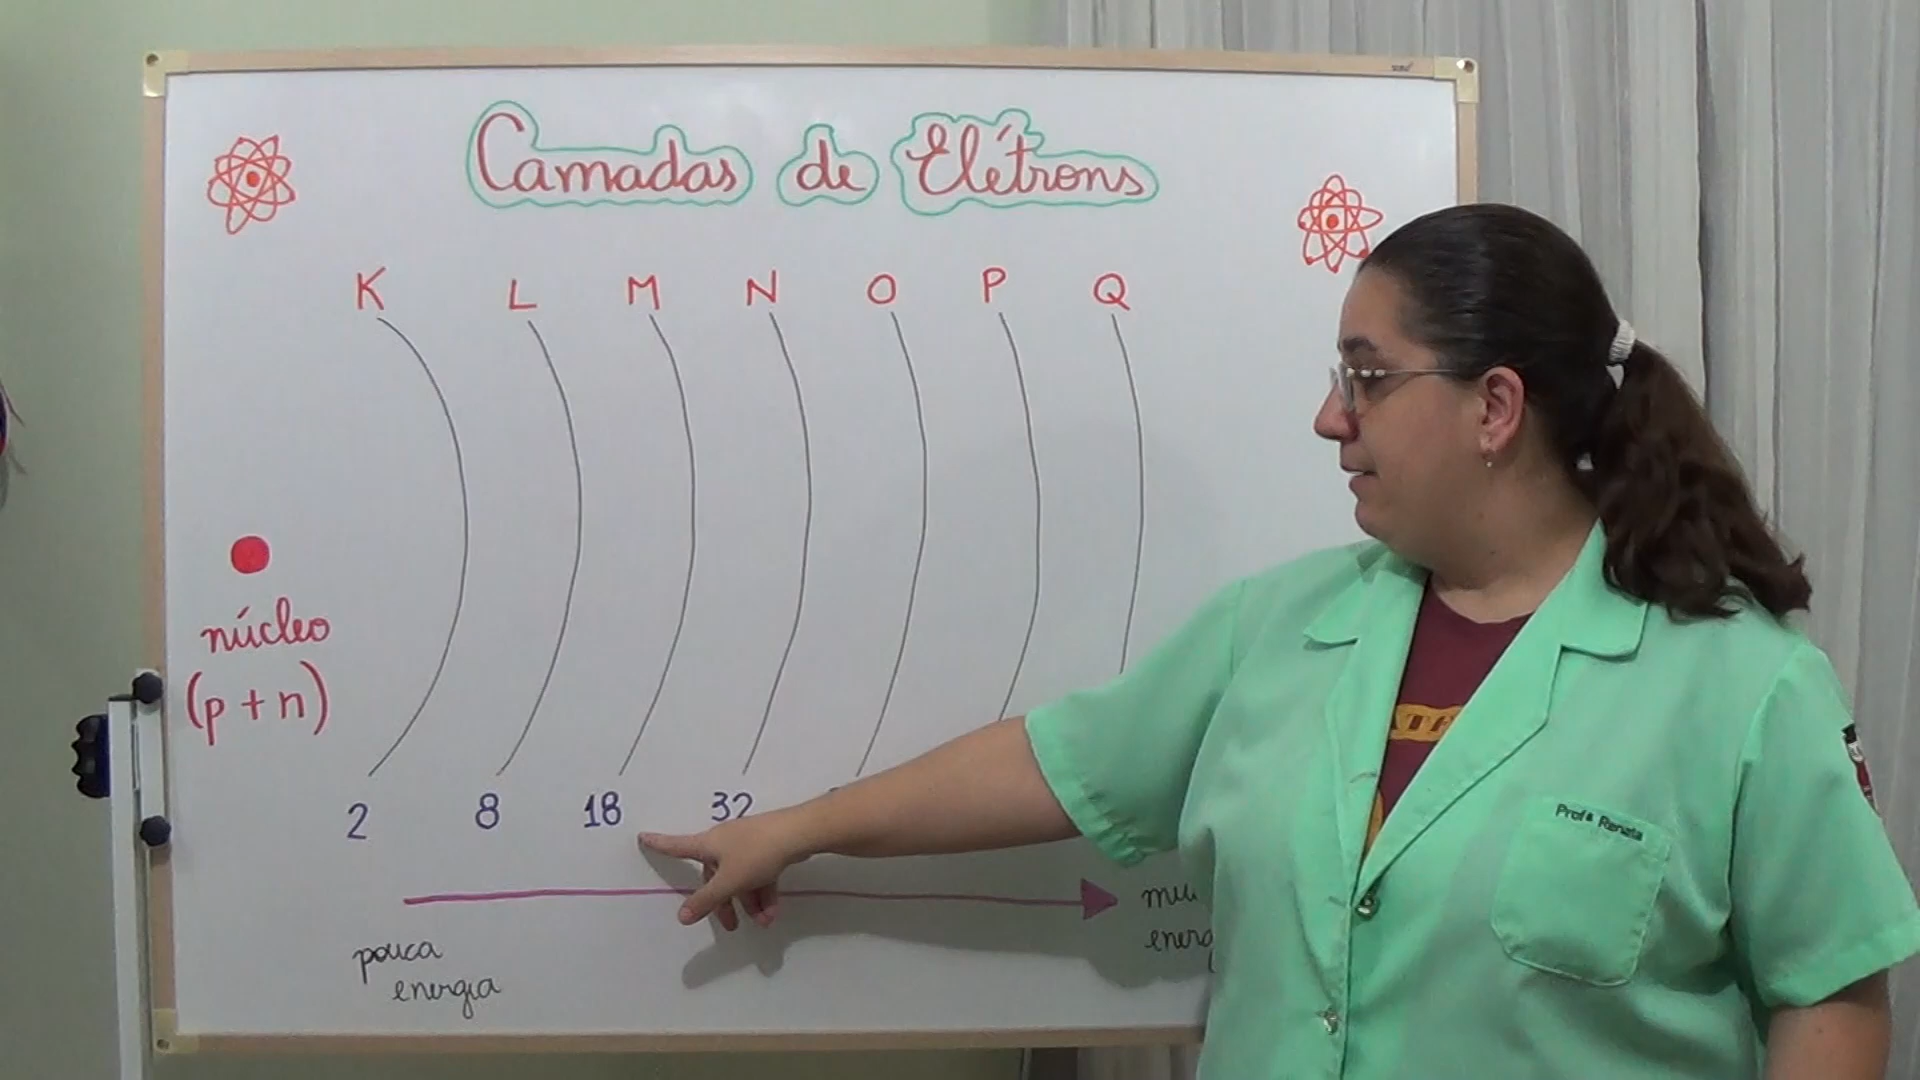 Camadas de Elétrons
K L M N O P Q
núcleo
(p + n)
2 8 18 32
pouca
energia
Profª Renata